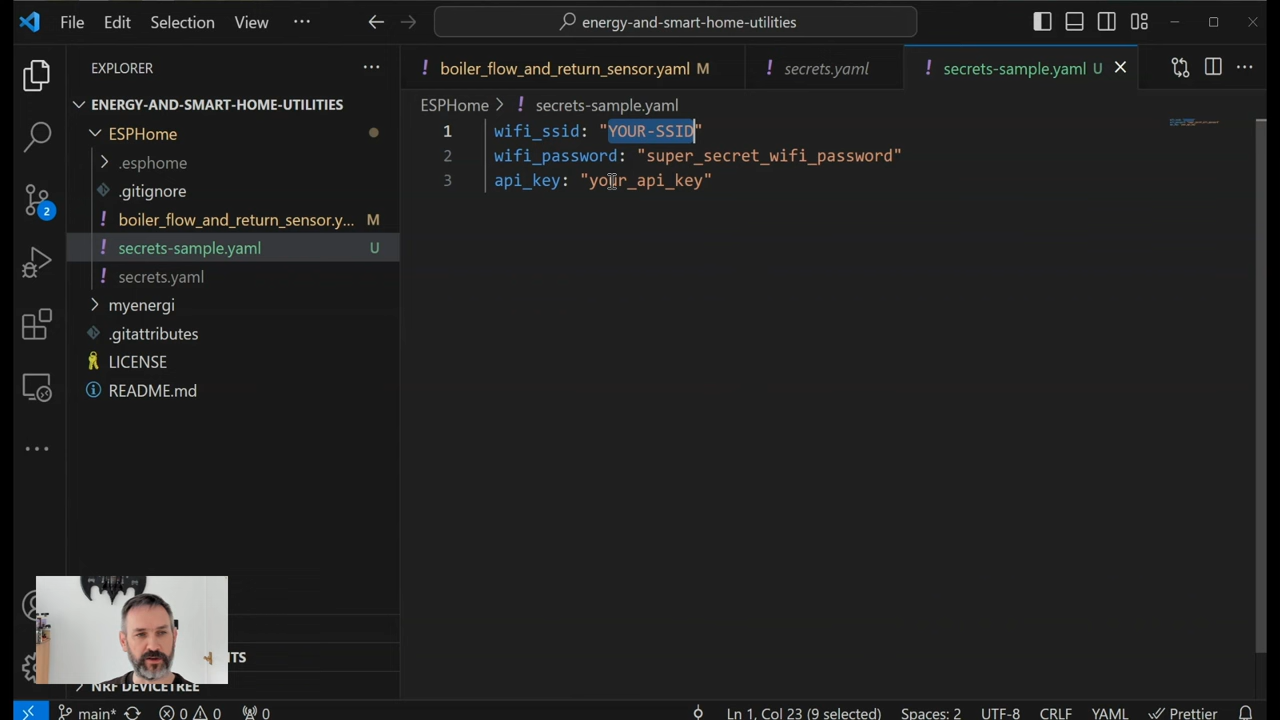 File Edit Selection View ··· energy-and-smart-home-utilities
EXPLORER ···
boiler_flow_and_return_sensor.yaml M
! secrets.yaml
! secrets-sample.yaml U
ENERGY-AND-SMART-HOME-UTILITIES
ESPHome
.esphome
.gitignore
! boiler_flow_and_return_sensor.y... M
! secrets-sample.yaml U
! secrets.yaml
myenergi
.gitattributes
LICENSE
README.md
2
ESPHome > ! secrets-sample.yaml
1 wifi_ssid: "YOUR-SSID"
2 wifi_password: "super_secret_wifi_password"
3 api_key: "your_api_key"
NRF DEVICETREE
main* 0 0 0 Ln 1, Col 23 (9 selected) Spaces: 2 UTF-8 CRLF YAML Prettier